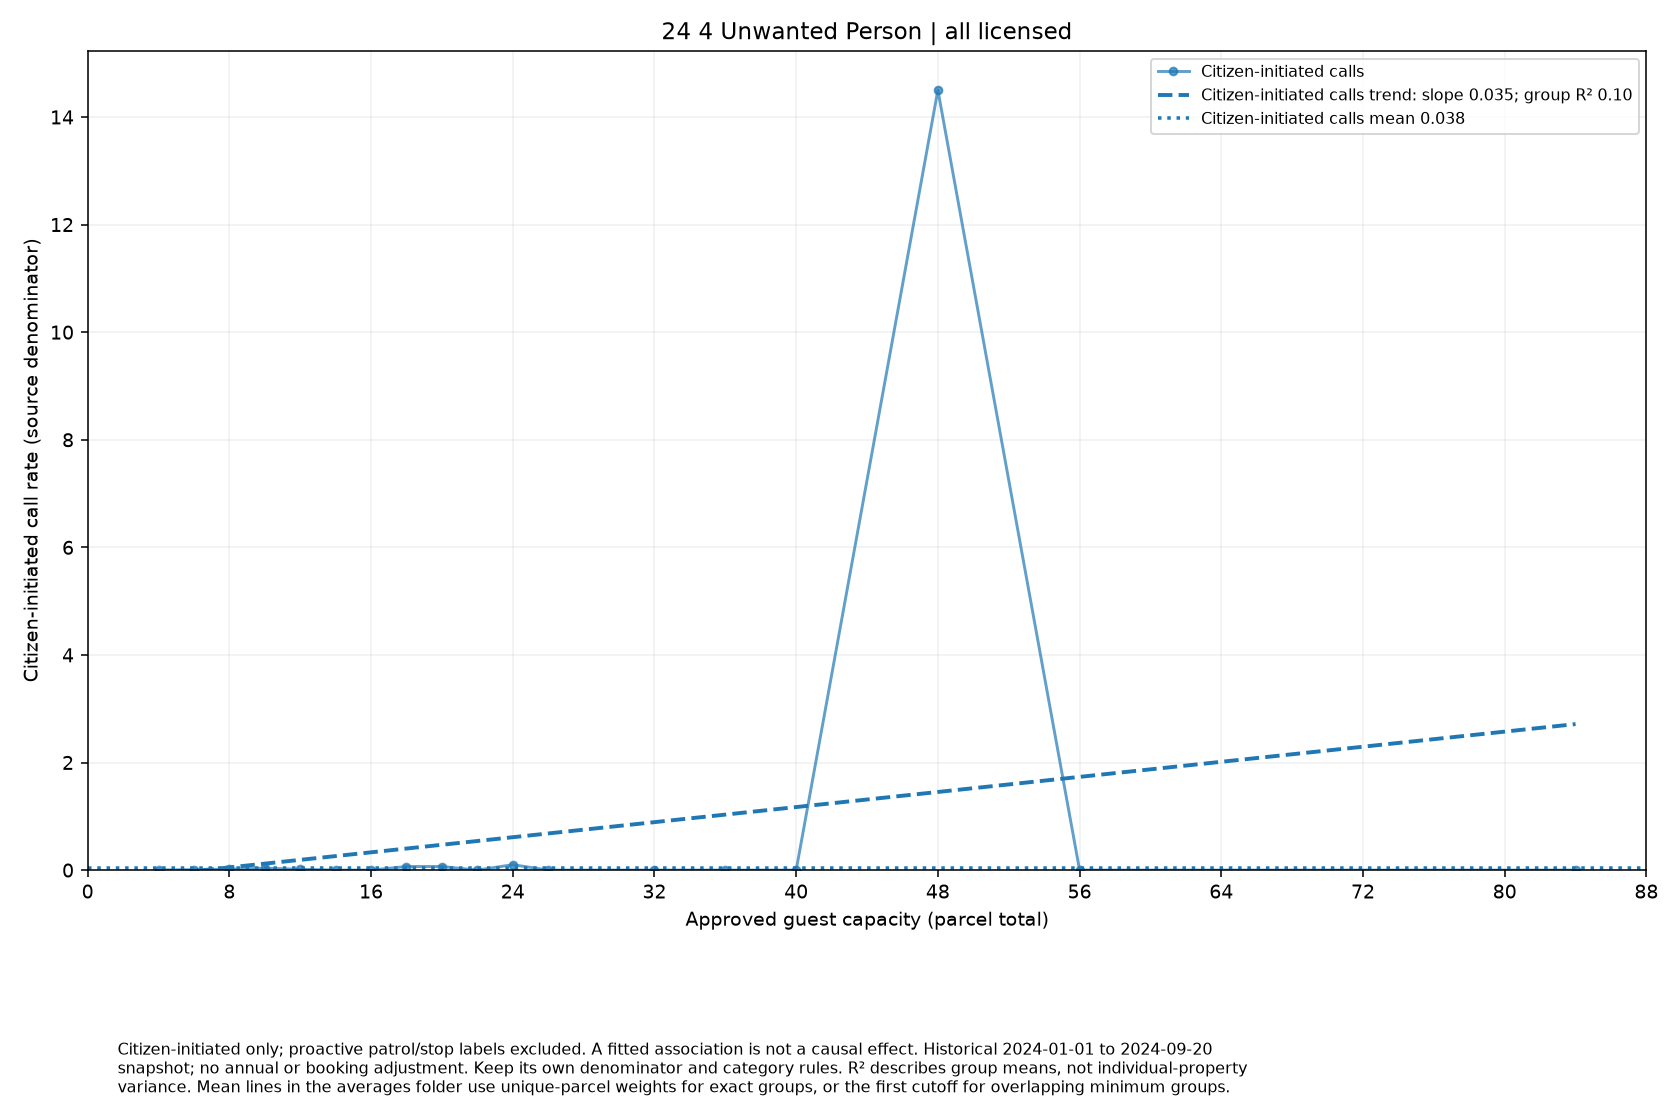 24 4 Unwanted Person | all licensed
Citizen-initiated calls
Citizen-initiated calls trend: slope 0.035; group R² 0.10
Citizen-initiated calls mean 0.038
Citizen-initiated call rate (source denominator)
14
12
10
8
6
4
2
0
0 8 16 24 32 40 48 56 64 72 80 88
Approved guest capacity (parcel total)
Citizen-initiated only; proactive patrol/stop labels excluded. A fitted association is not a causal effect. Historical 2024-01-01 to 2024-09-20
snapshot; no annual or booking adjustment. Keep its own denominator and category rules. R² describes group means, not individual-property
variance. Mean lines in the averages folder use unique-parcel weights for exact groups, or the first cutoff for overlapping minimum groups.